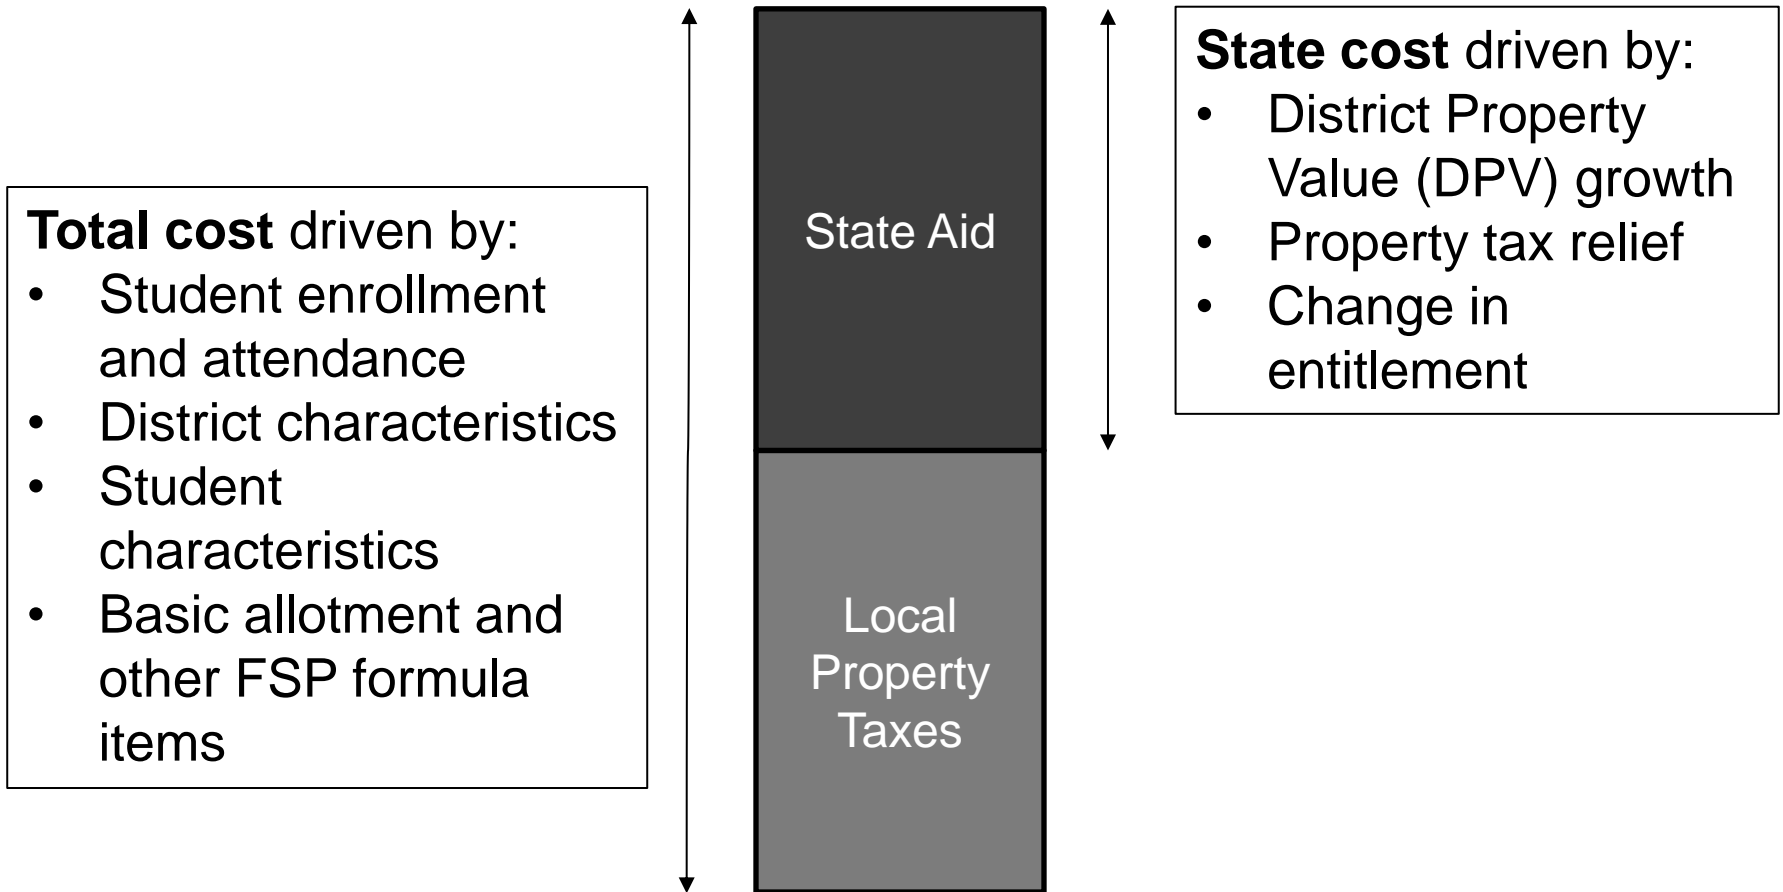 Total cost driven by:
• Student enrollment
and attendance
• District characteristics
• Student
characteristics
• Basic allotment and
other FSP formula
items
State Aid
Local
Property
Taxes
State cost driven by:
• District Property
Value (DPV) growth
• Property tax relief
• Change in
entitlement